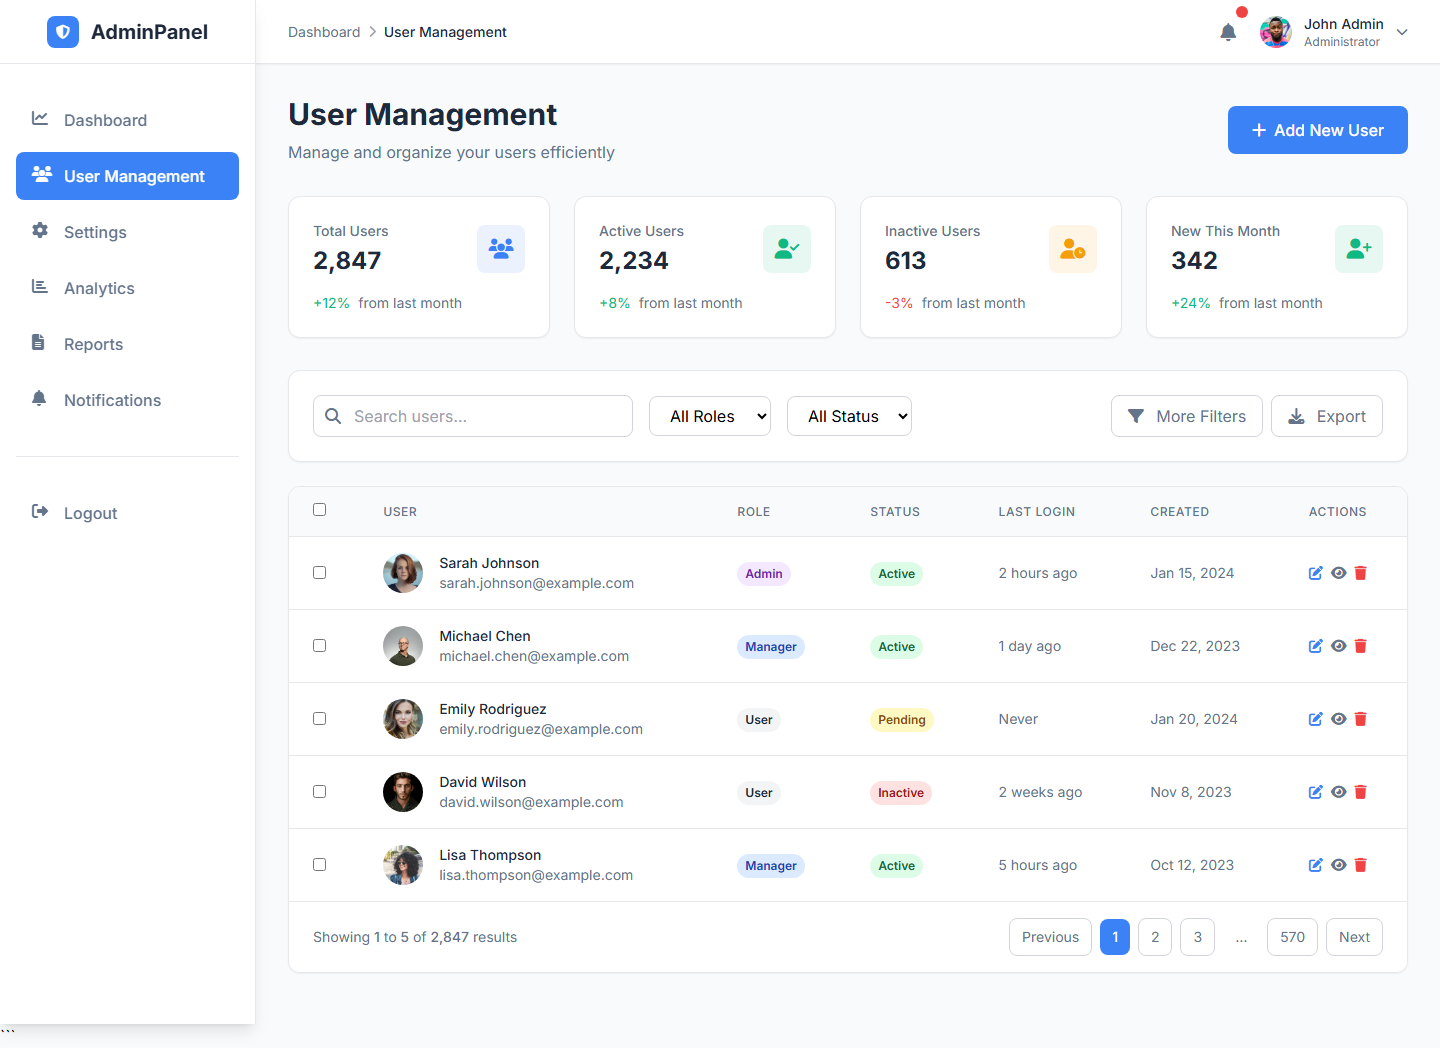 AdminPanel
Dashboard
User Management
Settings
Analytics
Reports
Notifications
Logout
```
Dashboard > User Management
John Admin
Administrator
User Management
Manage and organize your users efficiently
+ Add New User
Total Users
2,847
+12% from last month
Active Users
2,234
+8% from last month
Inactive Users
613
-3% from last month
New This Month
342
+24% from last month
Search users...
All Roles
All Status
More Filters
Export
USER ROLE STATUS LAST LOGIN CREATED ACTIONS
Sarah Johnson
sarah.johnson@example.com
Admin Active 2 hours ago Jan 15, 2024
Michael Chen
michael.chen@example.com
Manager Active 1 day ago Dec 22, 2023
Emily Rodriguez
emily.rodriguez@example.com
User Pending Never Jan 20, 2024
David Wilson
david.wilson@example.com
User Inactive 2 weeks ago Nov 8, 2023
Lisa Thompson
lisa.thompson@example.com
Manager Active 5 hours ago Oct 12, 2023
Showing 1 to 5 of 2,847 results
Previous 1 2 3 ... 570 Next